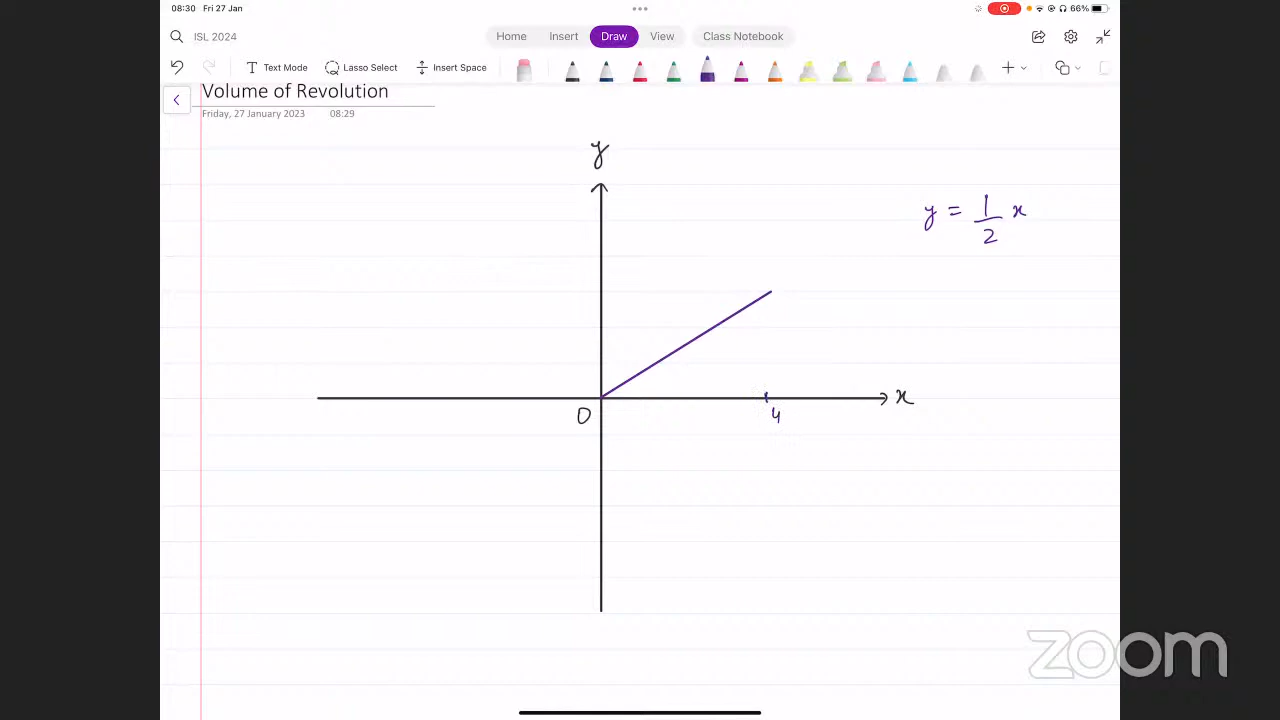 08:30 Fri 27 Jan
66%
ISL 2024
Home Insert Draw View Class Notebook
Text Mode Lasso Select Insert Space
Volume of Revolution
Friday, 27 January 2023 08:29
y
y = 1/2 x
x
0
4
zoom